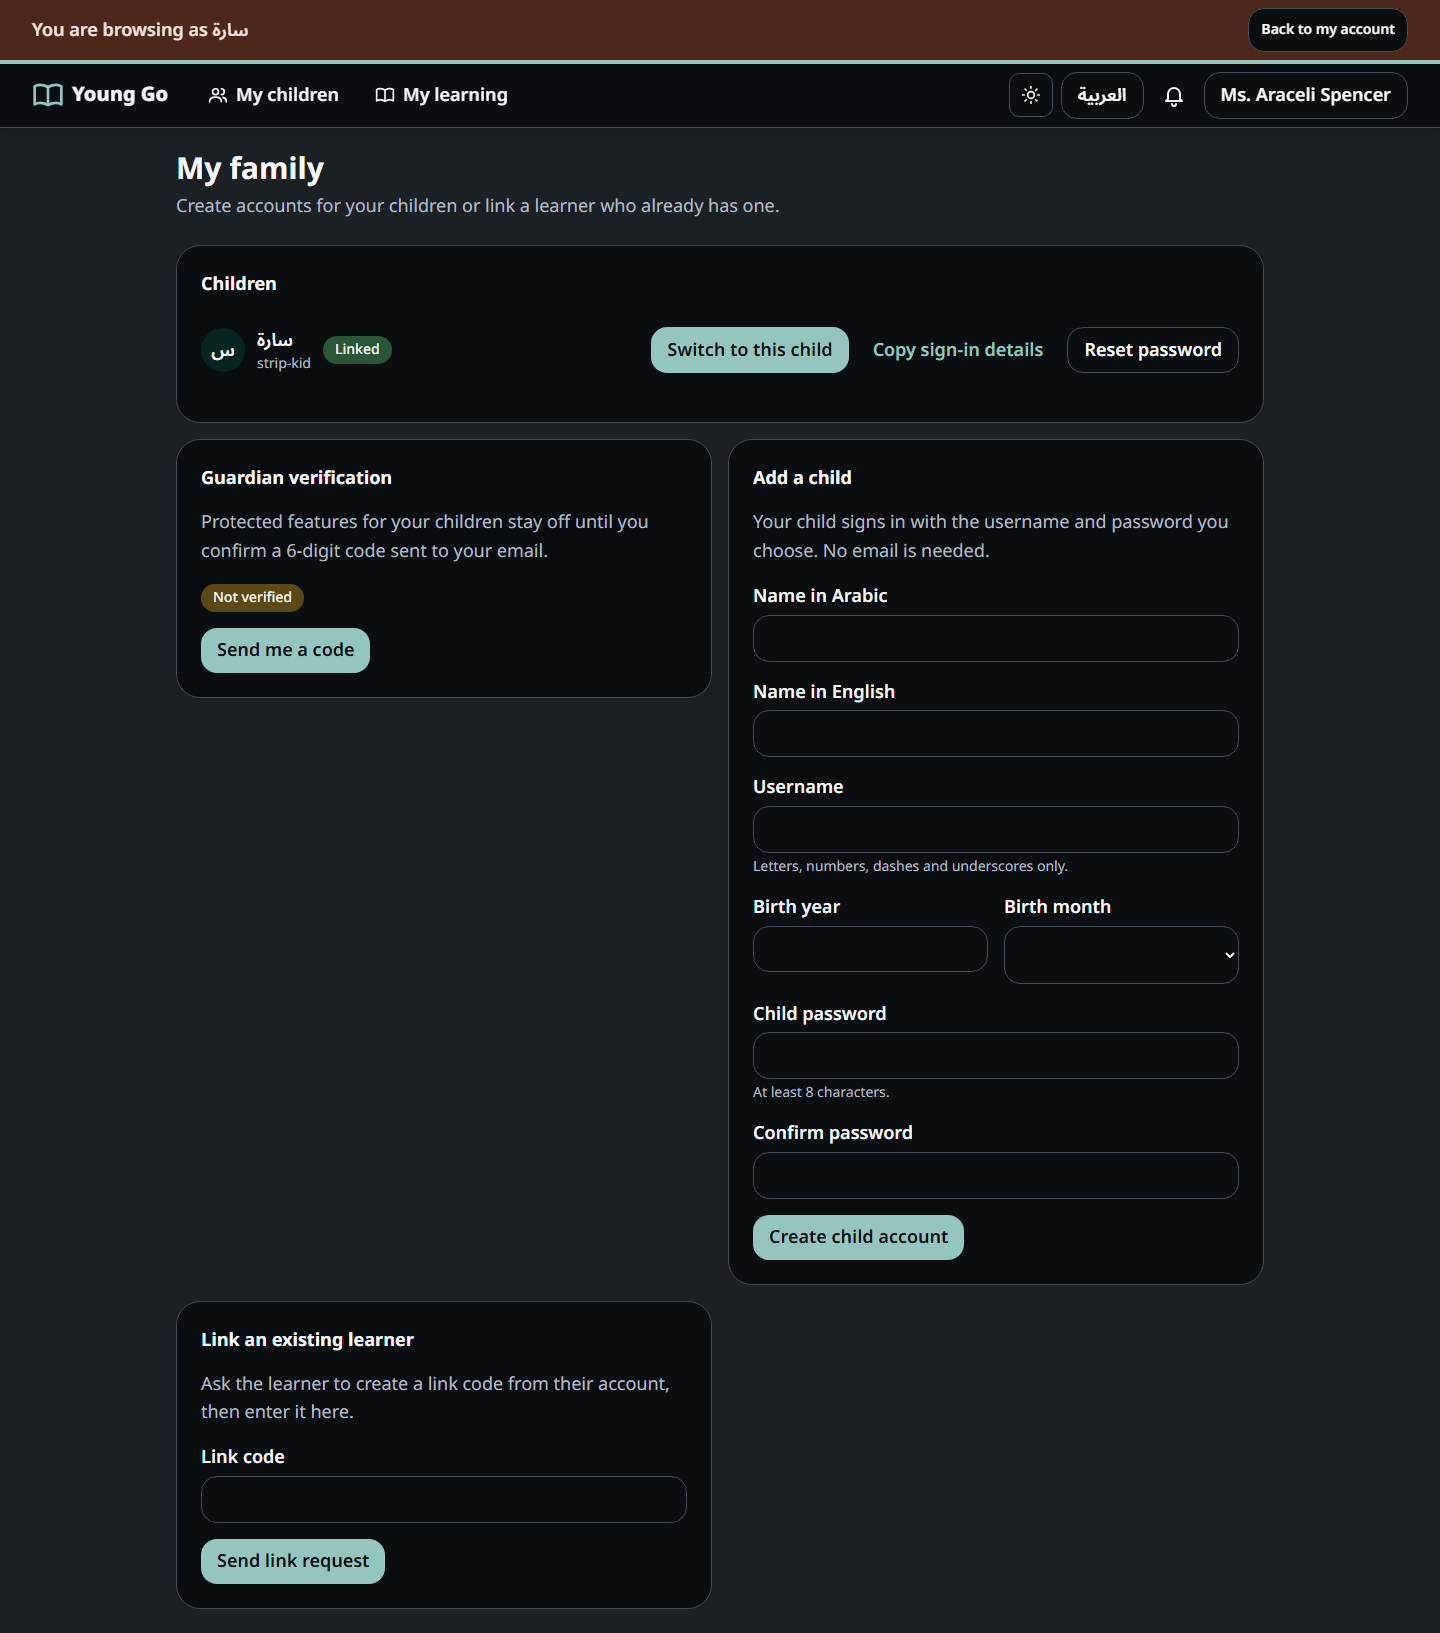 You are browsing as سارة
Back to my account
Young Go
My children
My learning
العربية
Ms. Araceli Spencer
My family
Create accounts for your children or link a learner who already has one.
Children
س
سارة
strip-kid
Linked
Switch to this child
Copy sign-in details
Reset password
Guardian verification
Protected features for your children stay off until you
confirm a 6-digit code sent to your email.
Not verified
Send me a code
Add a child
Your child signs in with the username and password you
choose. No email is needed.
Name in Arabic
Name in English
Username
Letters, numbers, dashes and underscores only.
Birth year
Birth month
Child password
At least 8 characters.
Confirm password
Create child account
Link an existing learner
Ask the learner to create a link code from their account,
then enter it here.
Link code
Send link request